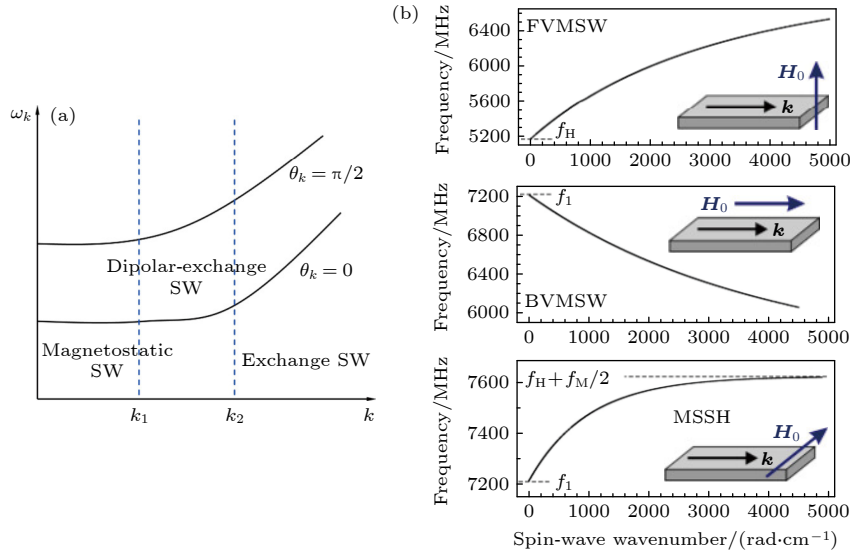 (a)
ω_k
θ_k = π/2
Dipolar-exchange
SW
θ_k = 0
Magnetostatic
SW
Exchange SW
k_1
k_2
k
(b)
Frequency/MHz
6400
6000
5600
5200
FVMSW
H_0
k
f_H
0 1000 2000 3000 4000 5000
Frequency/MHz
7200
6800
6400
6000
f_1
H_0
k
BVMSW
0 1000 2000 3000 4000 5000
Frequency/MHz
7600
7400
7200
f_H + f_M/2
MSSH
H_0
k
f_1
0 1000 2000 3000 4000 5000
Spin-wave wavenumber/(rad·cm⁻¹)